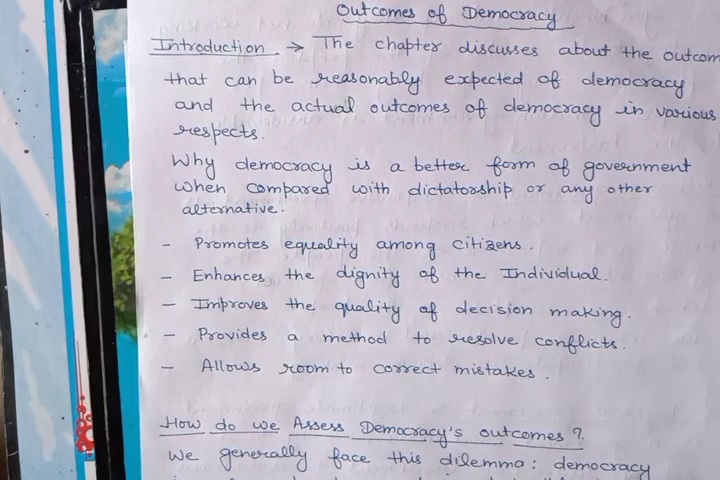 Outcomes of Democracy
Introduction → The chapter discusses about the outcom
that can be reasonably expected of democracy
and the actual outcomes of democracy in various
respects.
Why democracy is a better form of government
when compared with dictatorship or any other
alternative.
- Promotes equality among citizens.
- Enhances the dignity of the Individual.
- Improves the quality of decision making.
- Provides a method to resolve conflicts.
- Allows room to correct mistakes.
How do we Assess Democracy's outcomes?
We generally face this dilemma: democracy